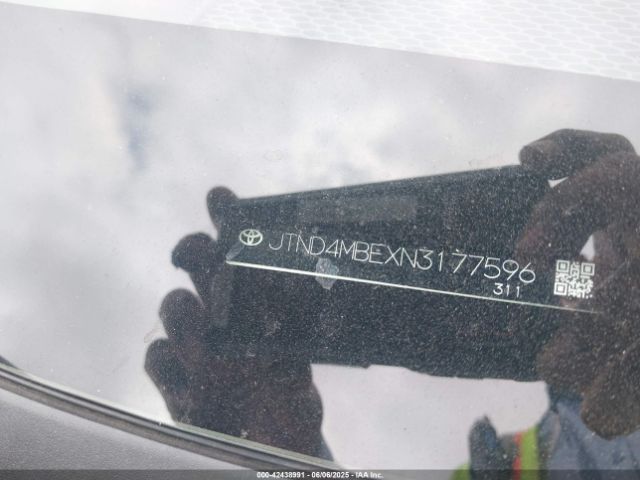 JTND4MBEXN3177596
311
000-42438991 - 06/06/2025 - IAA Inc.